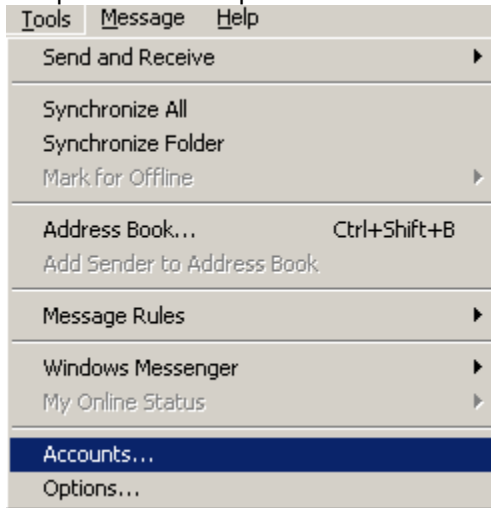 Tools Message Help
Send and Receive
Synchronize All
Synchronize Folder
Mark for Offline
Address Book... Ctrl+Shift+B
Add Sender to Address Book
Message Rules
Windows Messenger
My Online Status
Accounts...
Options...